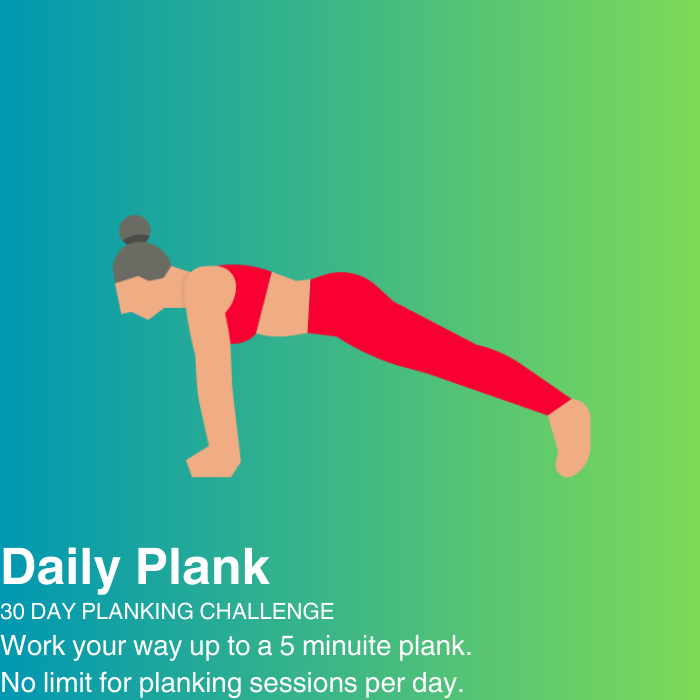 Daily Plank
30 DAY PLANKING CHALLENGE
Work your way up to a 5 minuite plank.
No limit for planking sessions per day.